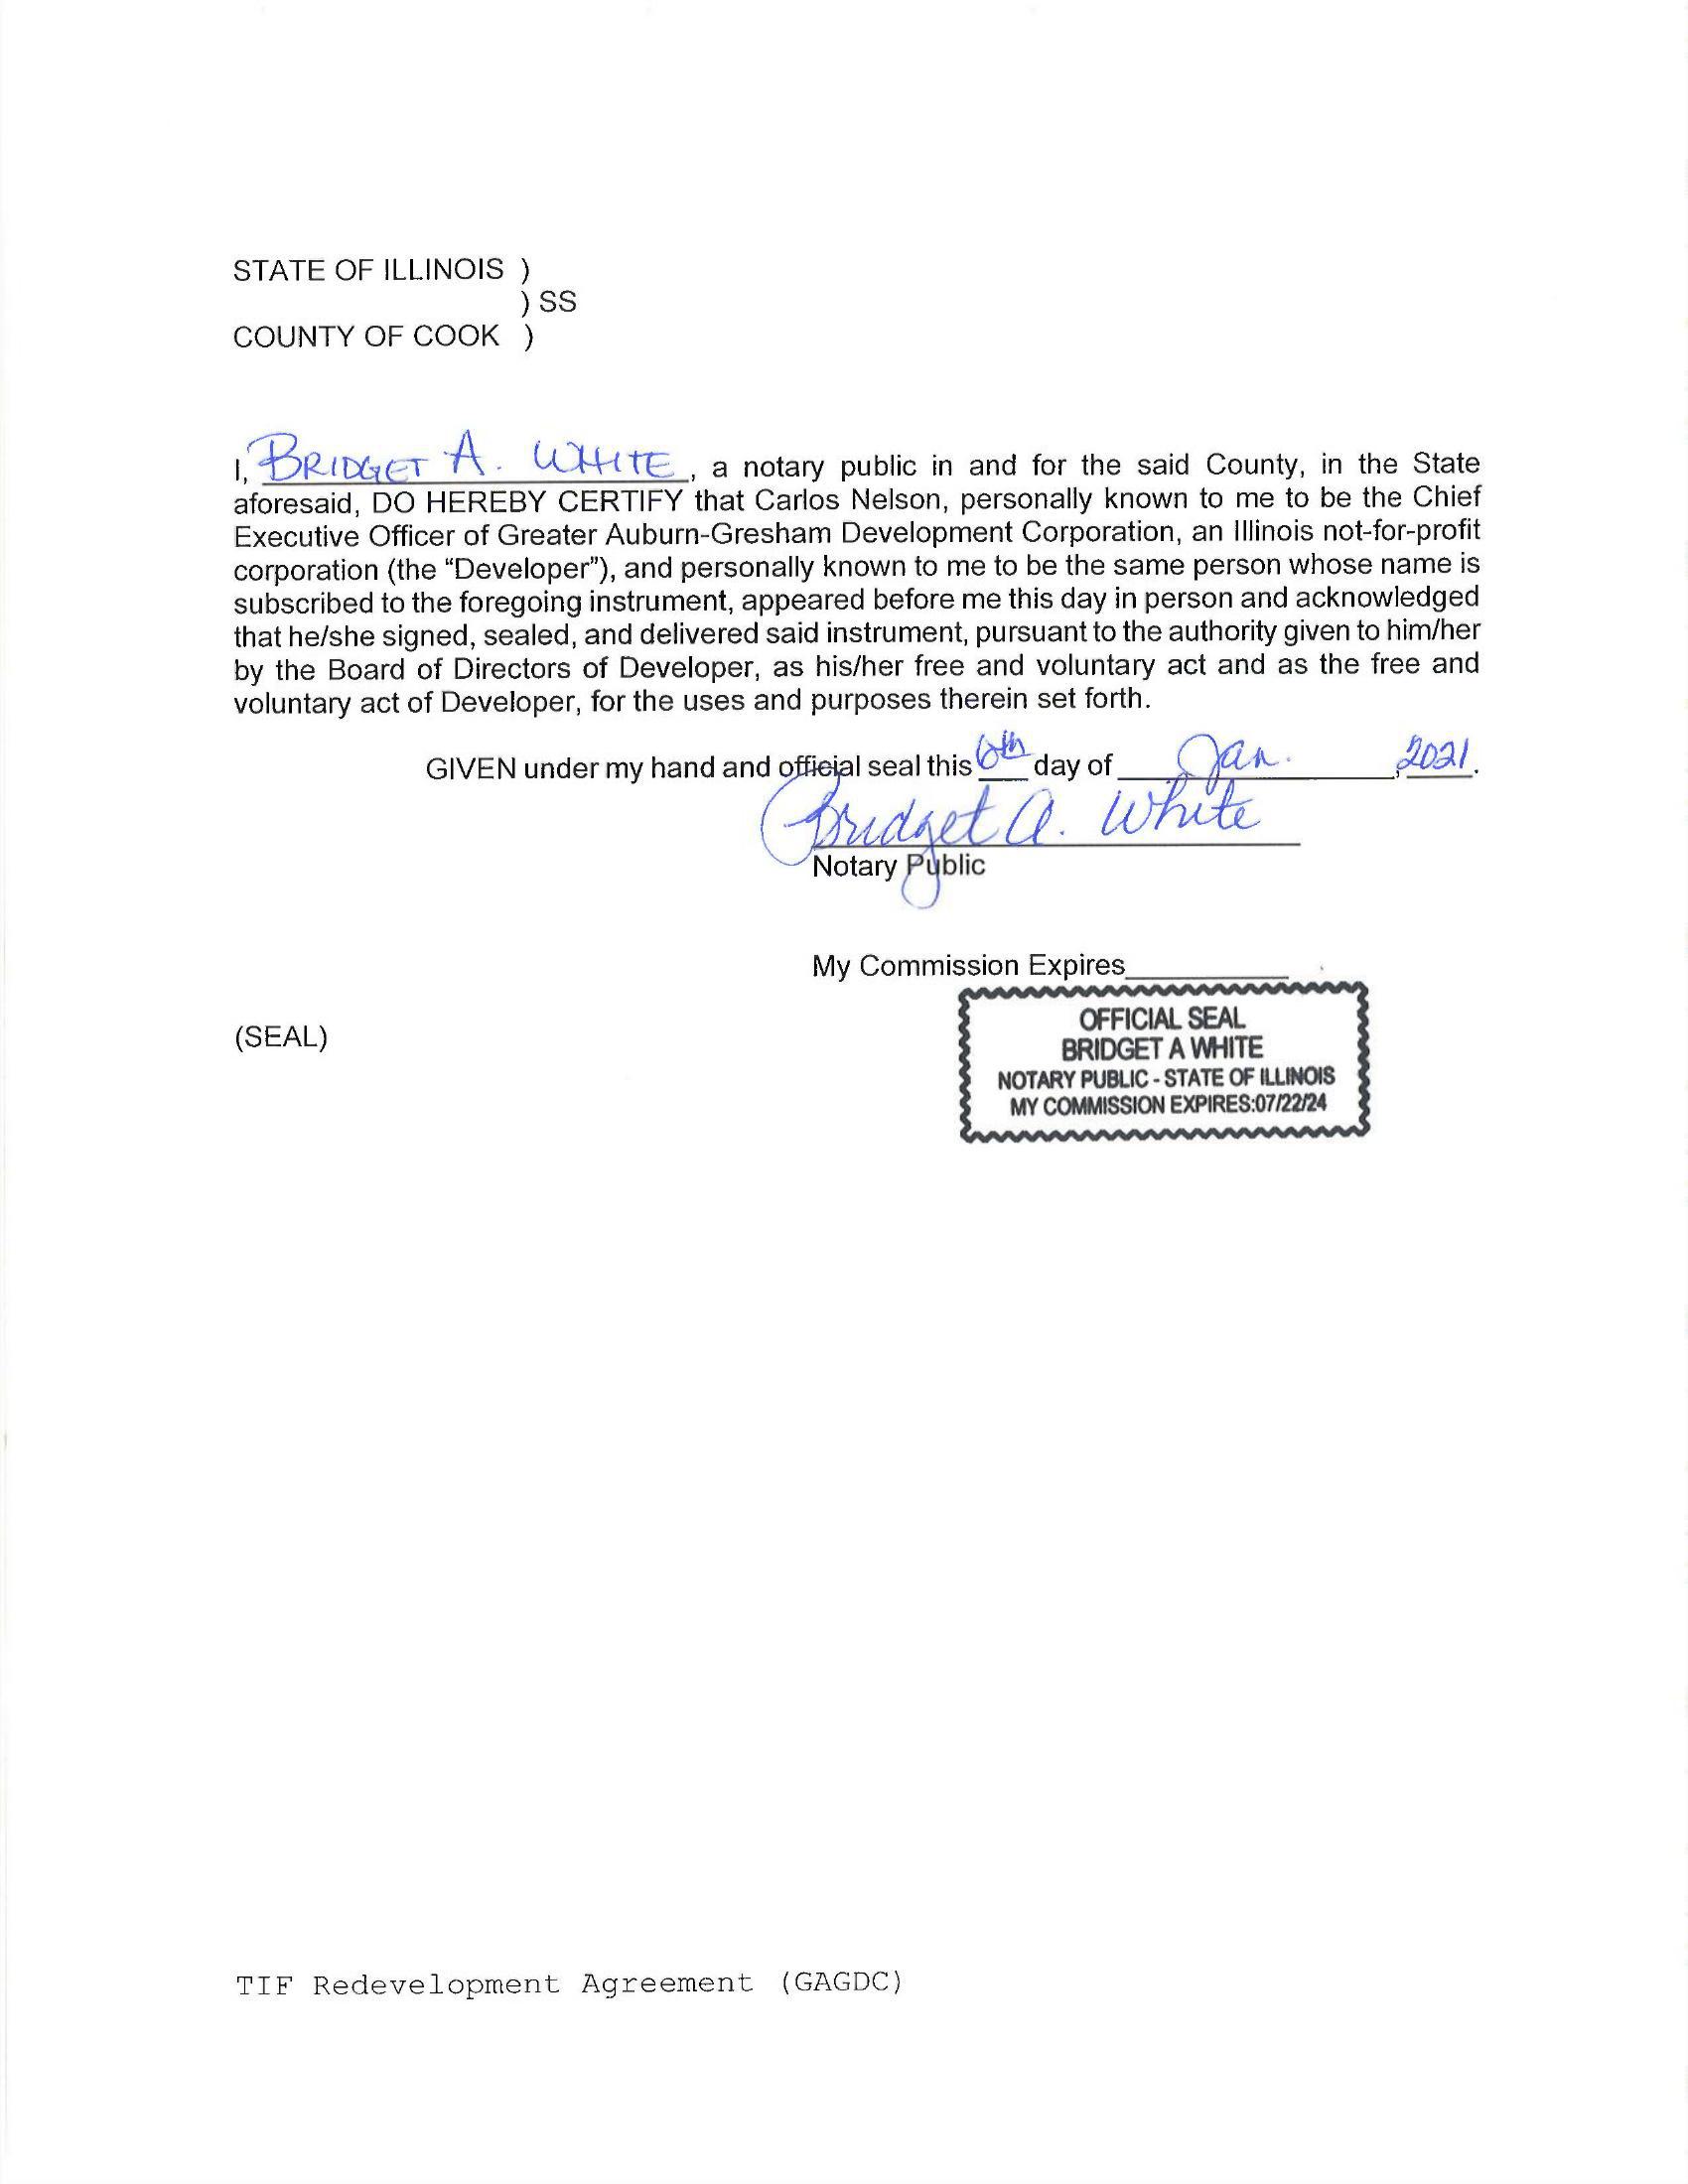 STATE OF ILLINOIS )
) SS
COUNTY OF COOK )
I, BRIDGET A. WHITE, a notary public in and for the said County, in the State
aforesaid, DO HEREBY CERTIFY that Carlos Nelson, personally known to me to be the Chief
Executive Officer of Greater Auburn-Gresham Development Corporation, an Illinois not-for-profit
corporation (the “Developer”), and personally known to me to be the same person whose name is
subscribed to the foregoing instrument, appeared before me this day in person and acknowledged
that he/she signed, sealed, and delivered said instrument, pursuant to the authority given to him/her
by the Board of Directors of Developer, as his/her free and voluntary act and as the free and
voluntary act of Developer, for the uses and purposes therein set forth.
GIVEN under my hand and official seal this 6th day of Jan. , 2021.
Bridget A. White
Notary Public
My Commission Expires
(SEAL)
OFFICIAL SEAL
BRIDGET A WHITE
NOTARY PUBLIC - STATE OF ILLINOIS
MY COMMISSION EXPIRES:07/22/24
TIF Redevelopment Agreement (GAGDC)